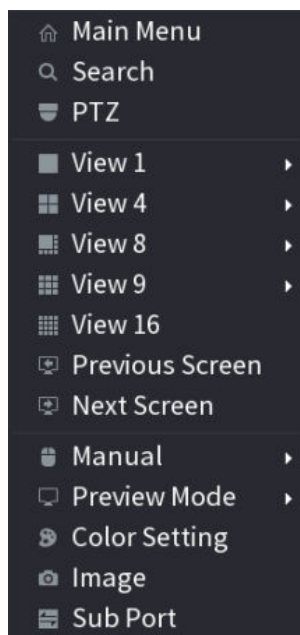 Main Menu
Search
PTZ
View 1
View 4
View 8
View 9
View 16
Previous Screen
Next Screen
Manual
Preview Mode
Color Setting
Image
Sub Port